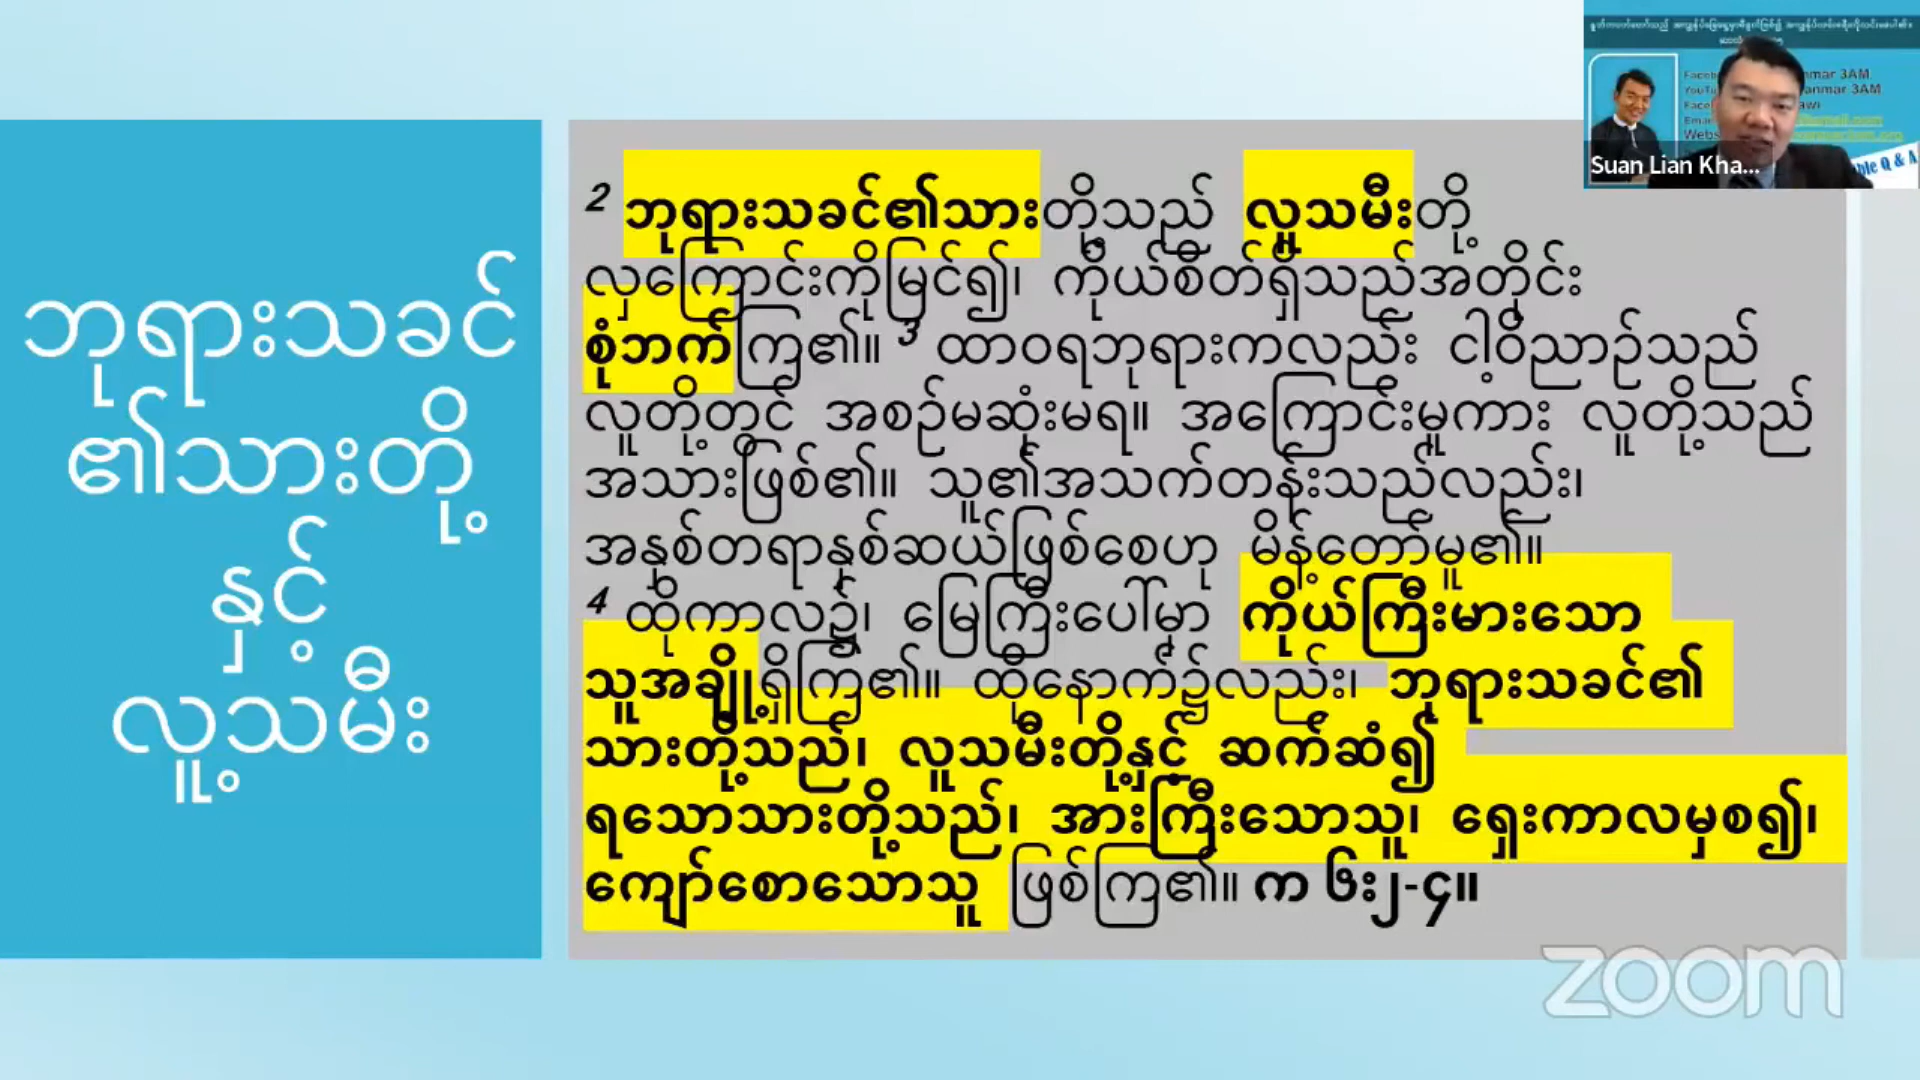 ဘုရားသခင်
၏သားတို့
နှင့်
လူ့သမီး
2 ဘုရားသခင်၏သားတို့သည် လူသမီးတို့
လှကြောင်းကိုမြင်၍၊ ကိုယ်စိတ်ရှိသည်အတိုင်း
စုံဘက်ကြ၏။ 3 ထာဝရဘုရားကလည်း ငါ့ဝိညာဉ်သည်
လူတို့တွင် အစဉ်မဆုံးမရ။ အကြောင်းမူကား လူတို့သည်
အသားဖြစ်၏။ သူ၏အသက်တန်းသည်လည်း၊
အနှစ်တရာနှစ်ဆယ်ဖြစ်စေဟု မိန့်တော်မူ၏။
4 ထိုကာလ၌၊ မြေကြီးပေါ်မှာ ကိုယ်ကြီးမားသော
သူအချို့ရှိကြ၏။ ထိုနောက်၌လည်း၊ ဘုရားသခင်၏
သားတို့သည်၊ လူသမီးတို့နှင့် ဆက်ဆံ၍
ရသောသားတို့သည်၊ အားကြီးသောသူ၊ ရှေးကာလမှစ၍၊
ကျော်စောသောသူ ဖြစ်ကြ၏။ က ၆း၂-၄။
Suan Lian Kha...
zoom